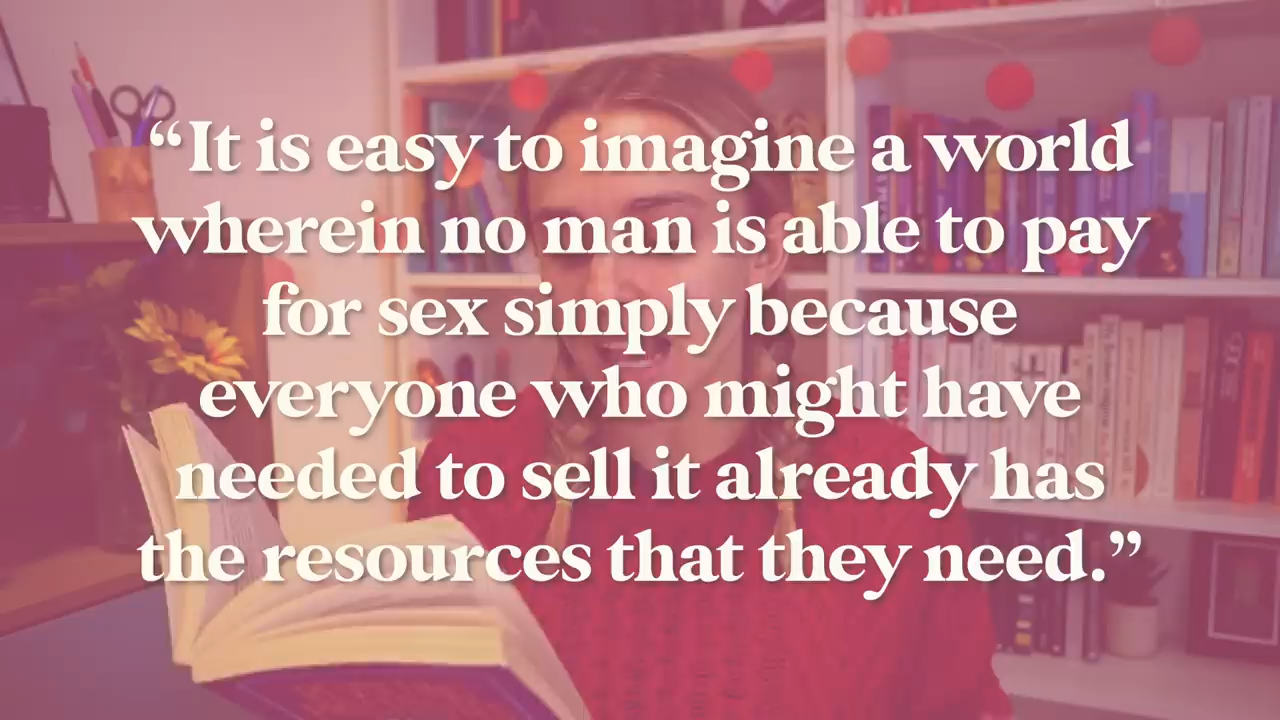 “It is easy to imagine a world
wherein no man is able to pay
for sex simply because
everyone who might have
needed to sell it already has
the resources that they need.”